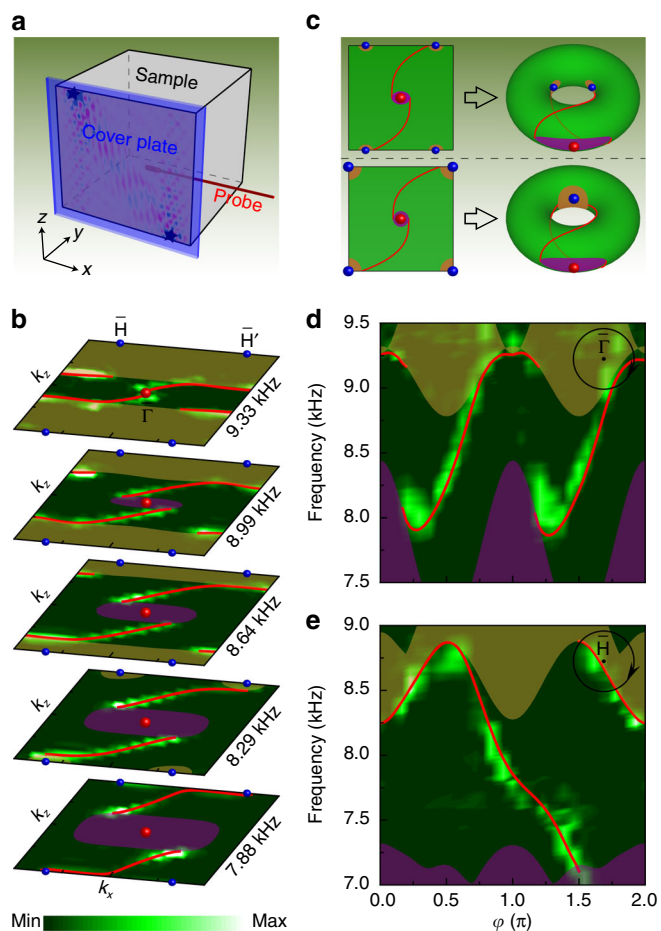 a
Sample
Cover plate
Probe
z
y
x
c
b
H̅
H̅′
k_z
Γ
9.33 kHz
k_z
8.99 kHz
k_z
8.64 kHz
k_z
8.29 kHz
k_z
7.88 kHz
k_x
Min
Max
d
9.5
9.0
8.5
8.0
7.5
Frequency (kHz)
Γ̅
e
9.0
8.5
8.0
7.5
7.0
Frequency (kHz)
H̅
0.0 0.5 1.0 1.5 2.0
φ (π)